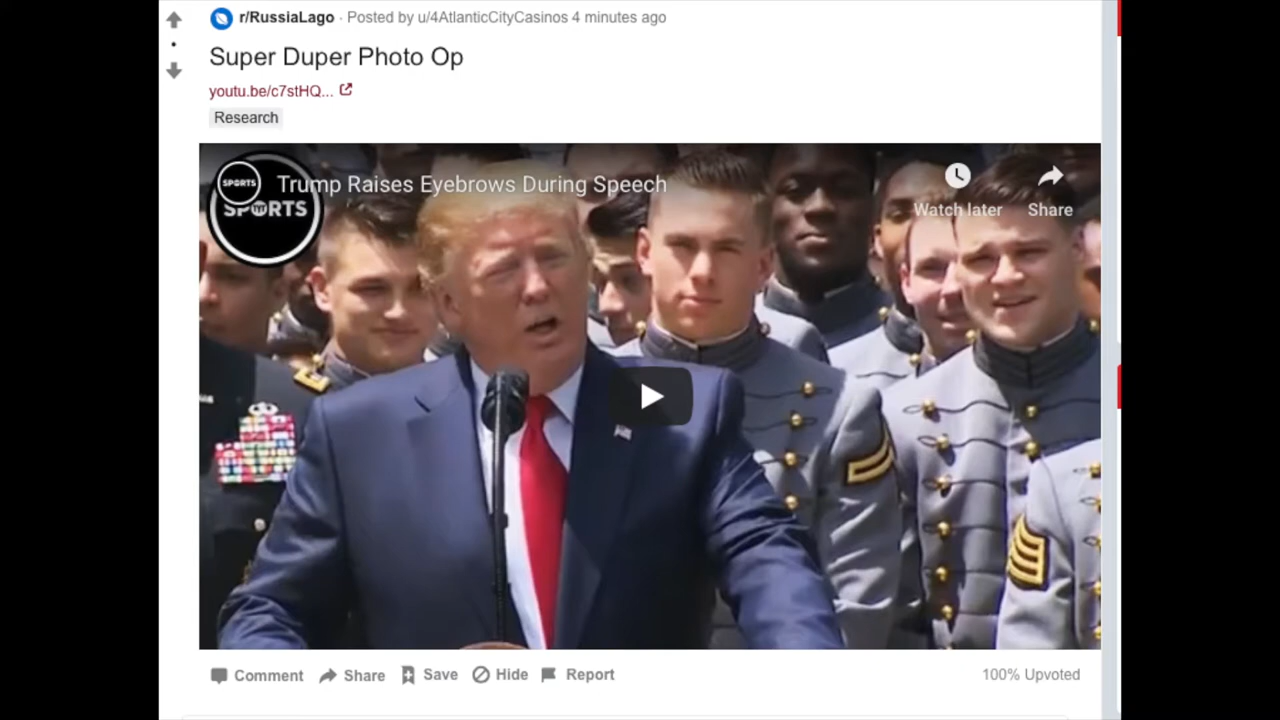 r/RussiaLago · Posted by u/4AtlanticCityCasinos 4 minutes ago
Super Duper Photo Op
youtu.be/c7stHQ...
Research
SPORTS
Trump Raises Eyebrows During Speech
SPORTS
TYT
Watch later
Share
Comment Share Save Hide Report 100% Upvoted